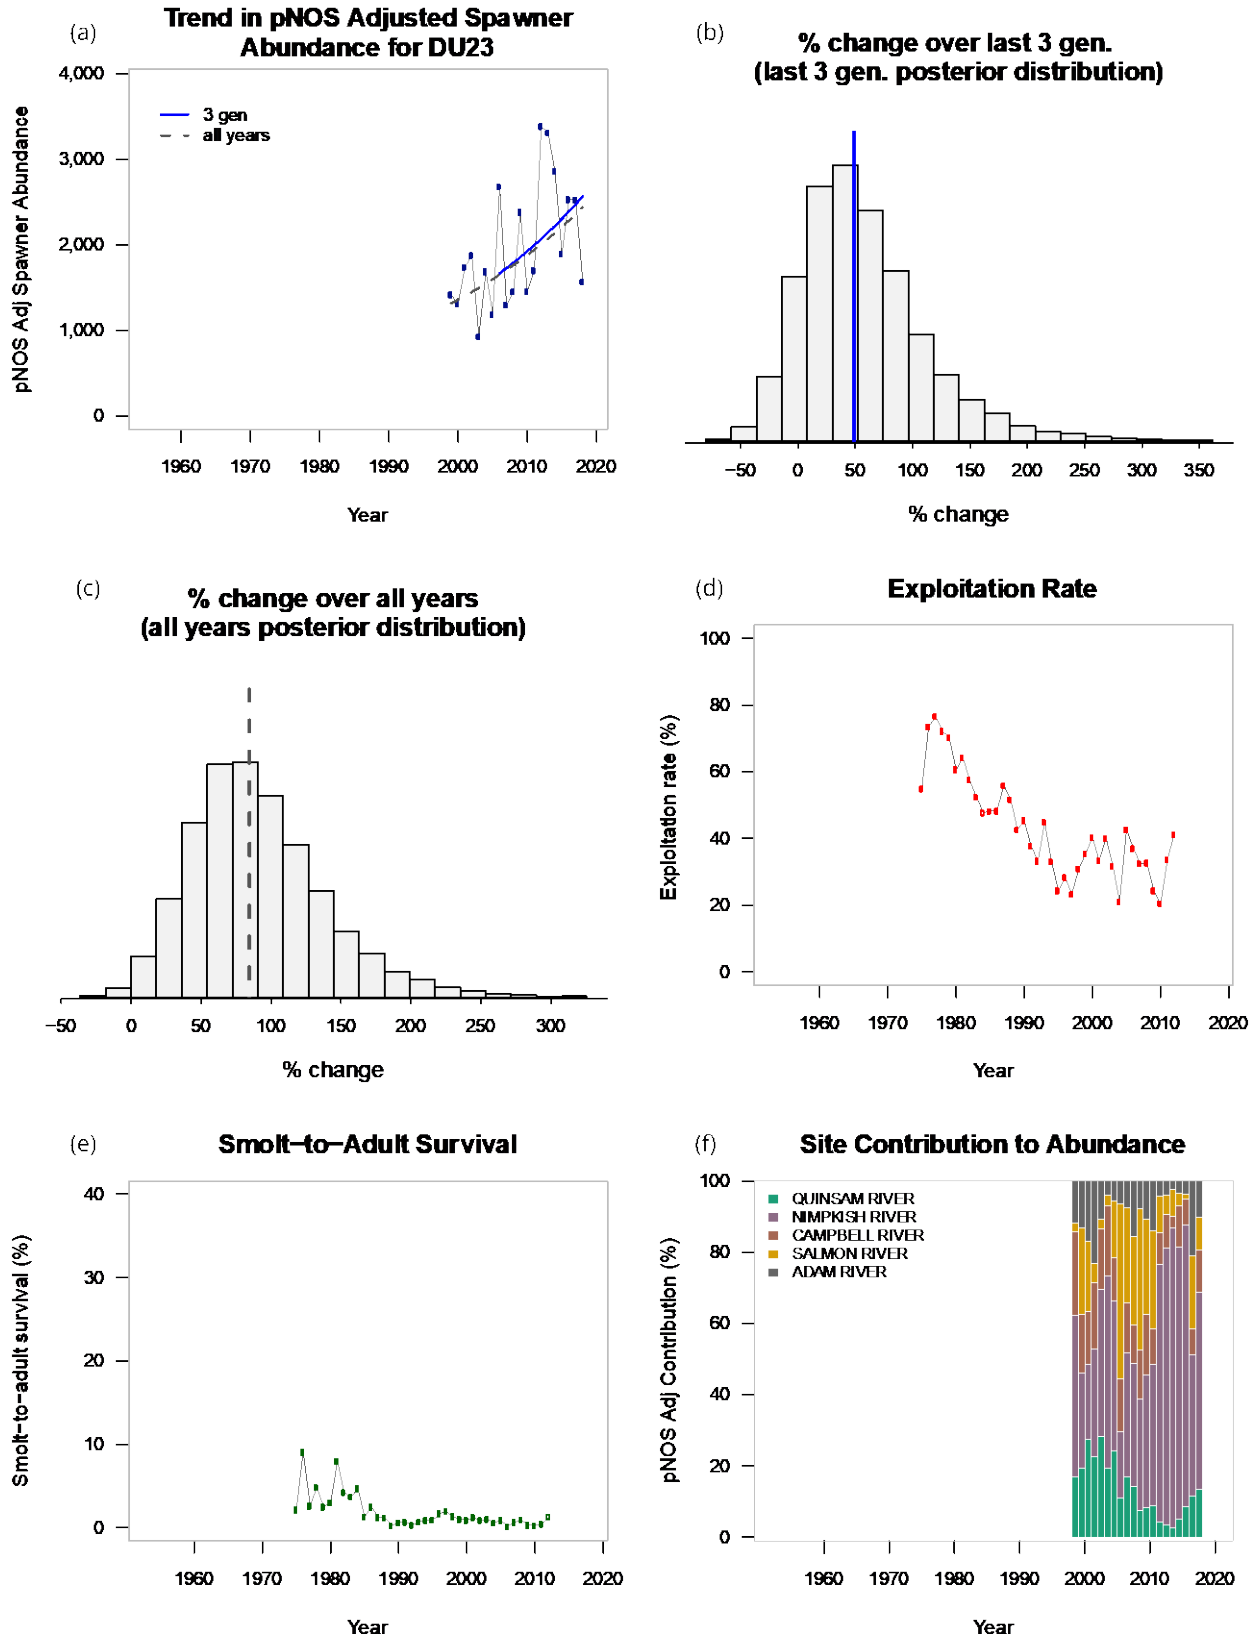 (a)
Trend in pNOS Adjusted Spawner
Abundance for DU23
pNOS Adj Spawner Abundance
4,000
3,000
2,000
1,000
0
3 gen
all years
1960 1970 1980 1990 2000 2010 2020
Year
(b)
% change over last 3 gen.
(last 3 gen. posterior distribution)
−50 0 50 100 150 200 250 300 350
% change
(c)
% change over all years
(all years posterior distribution)
−50 0 50 100 150 200 250 300
% change
(d)
Exploitation Rate
Exploitation rate (%)
100
80
60
40
20
0
1960 1970 1980 1990 2000 2010 2020
Year
(e)
Smolt−to−Adult Survival
Smolt−to−adult survival (%)
40
30
20
10
0
1960 1970 1980 1990 2000 2010 2020
Year
(f)
Site Contribution to Abundance
pNOS Adj Contribution (%)
100
80
60
40
20
0
QUINSAM RIVER
NIMPKISH RIVER
CAMPBELL RIVER
SALMON RIVER
ADAM RIVER
1960 1970 1980 1990 2000 2010 2020
Year